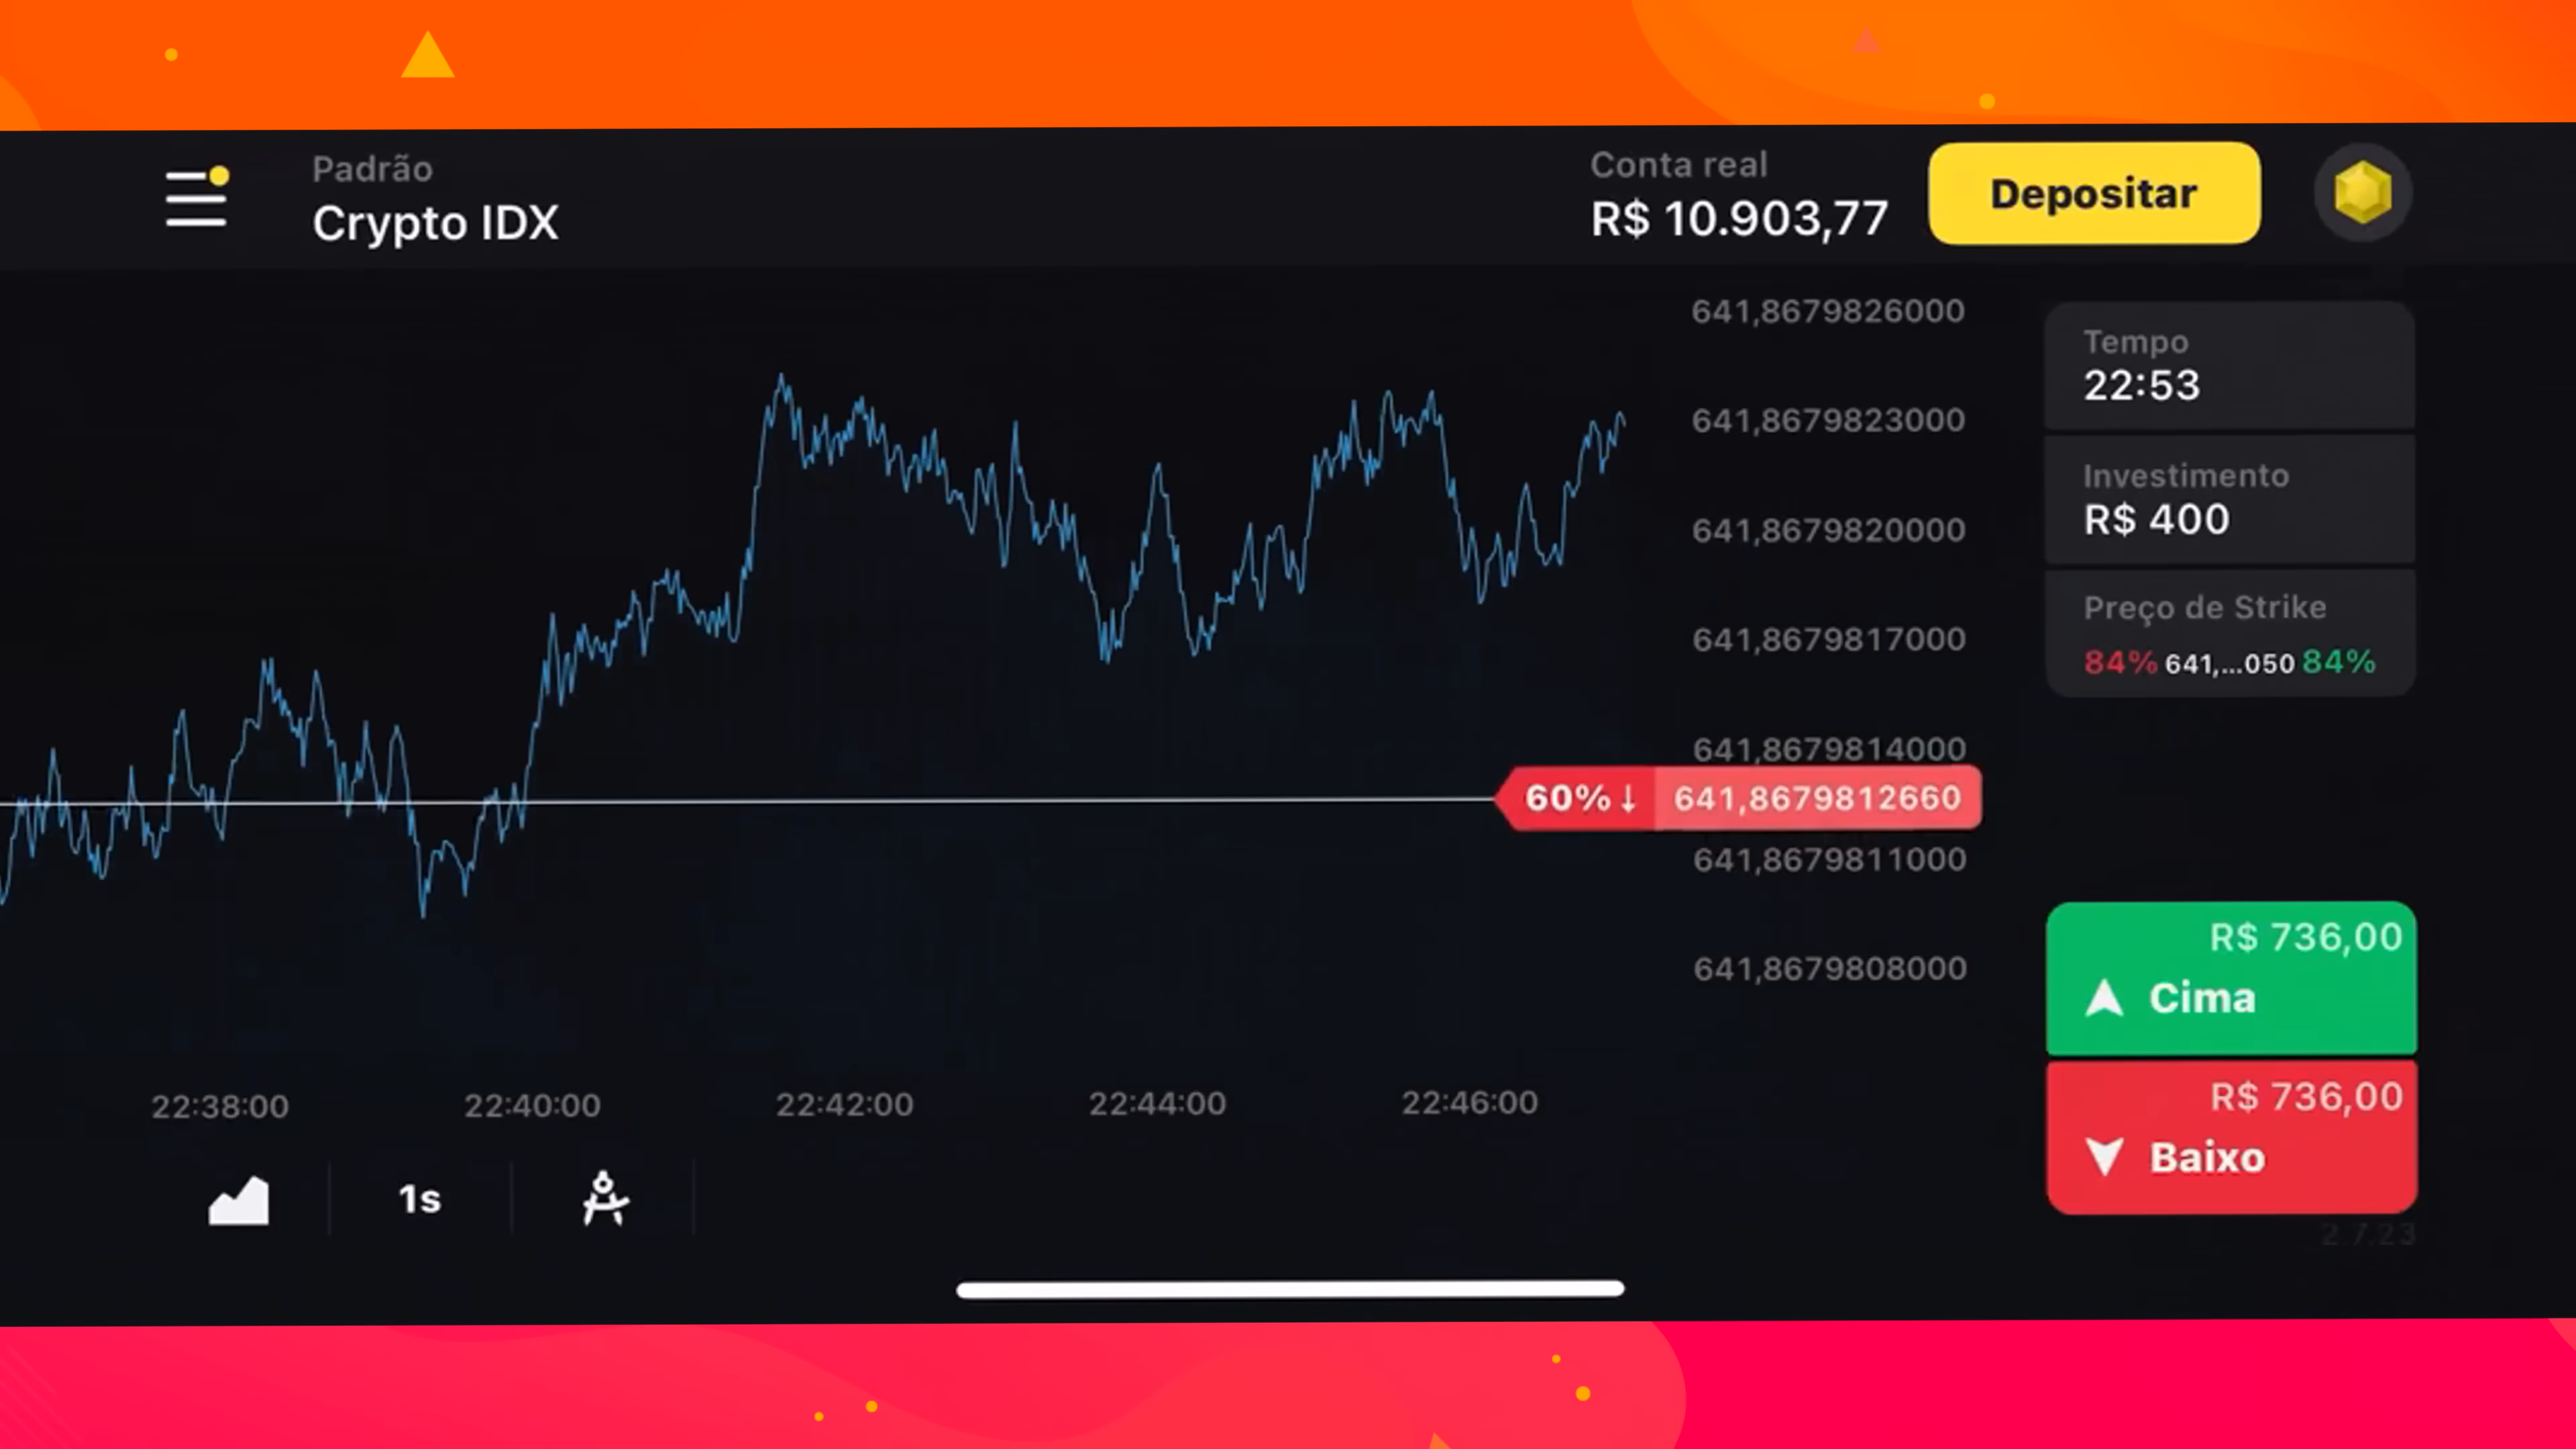 Padrão
Crypto IDX
Conta real
R$ 10.903,77
Depositar
641,8679826000
641,8679823000
641,8679820000
641,8679817000
641,8679814000
60%↓ 641,8679812660
641,8679811000
641,8679808000
Tempo
22:53
Investimento
R$ 400
Preço de Strike
84% 641,...050 84%
R$ 736,00
Cima
R$ 736,00
Baixo
2.7.23
22:38:00 22:40:00 22:42:00 22:44:00 22:46:00
1s